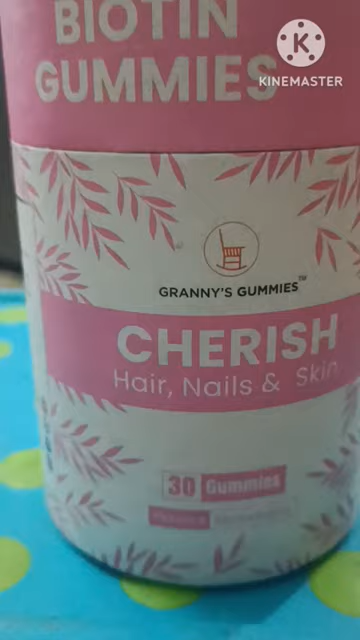 BIOTIN
GUMMIES
KINEMASTER
GRANNY'S GUMMIES™
CHERISH
Hair, Nails & Skin
30 Gummies